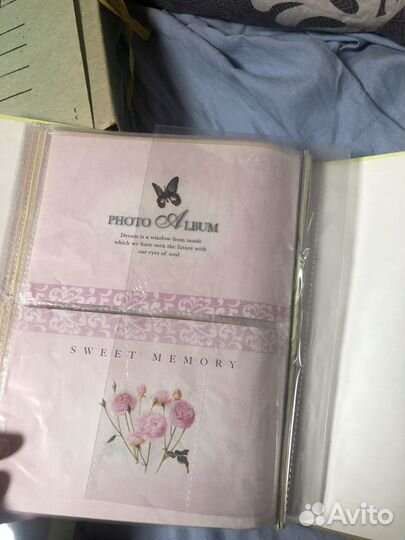 PHOTO ALBUM
Dream is a window from inside
which we have seen the future with
our eyes of soul.
SWEET MEMORY
Avito